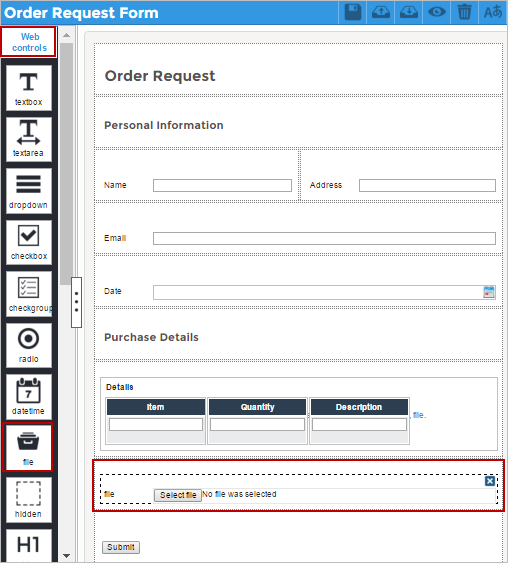 Order Request Form
Aあ
Web
controls
T
textbox
T
textarea
dropdown
checkbox
checkgroup
radio
7
datetime
file
hidden
H1
Order Request
Personal Information
Name
Address
Email
Date
Purchase Details
Details
Item Quantity Description
, file.
file Select file No file was selected
Submit